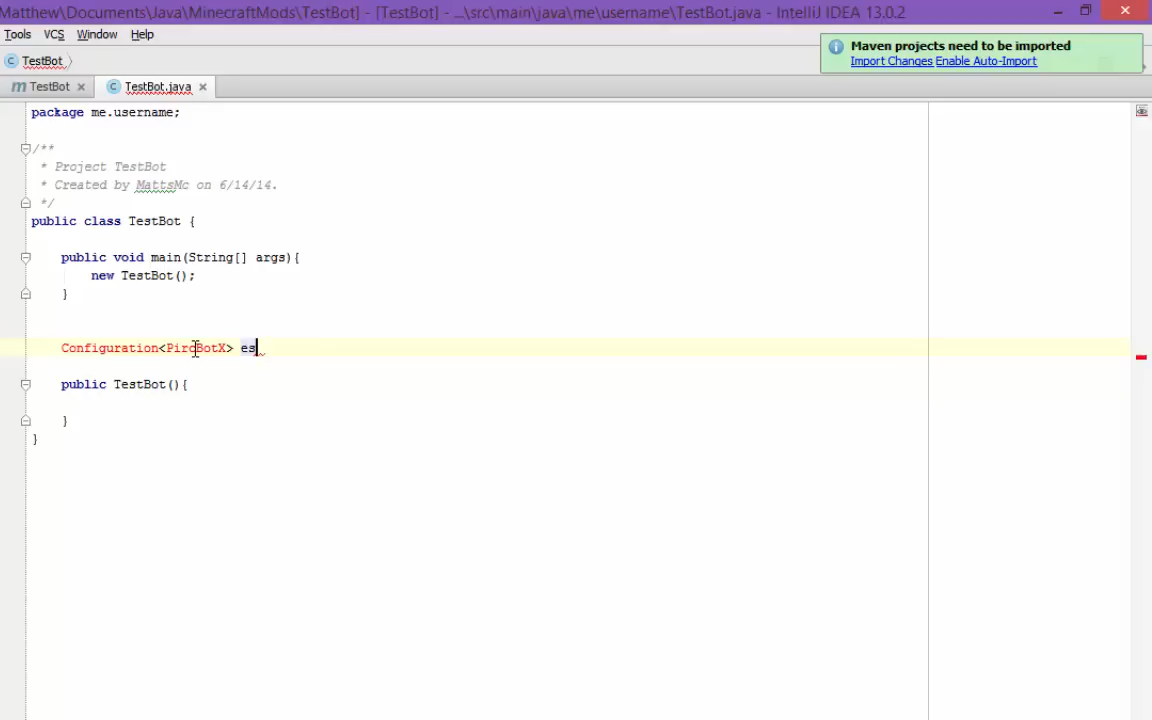 Matthew\Documents\Java\MinecraftMods\TestBot] - [TestBot] - ...\src\main\java\me\username\TestBot.java - IntelliJ IDEA 13.0.2
Tools VCS Window Help
Maven projects need to be imported
Import Changes Enable Auto-Import
TestBot
TestBot TestBot.java
package me.username;
/**
* Project TestBot
* Created by MattsMc on 6/14/14.
*/
public class TestBot {
public void main(String[] args){
new TestBot();
}
Configuration<PircBotX> es
public TestBot(){
}
}